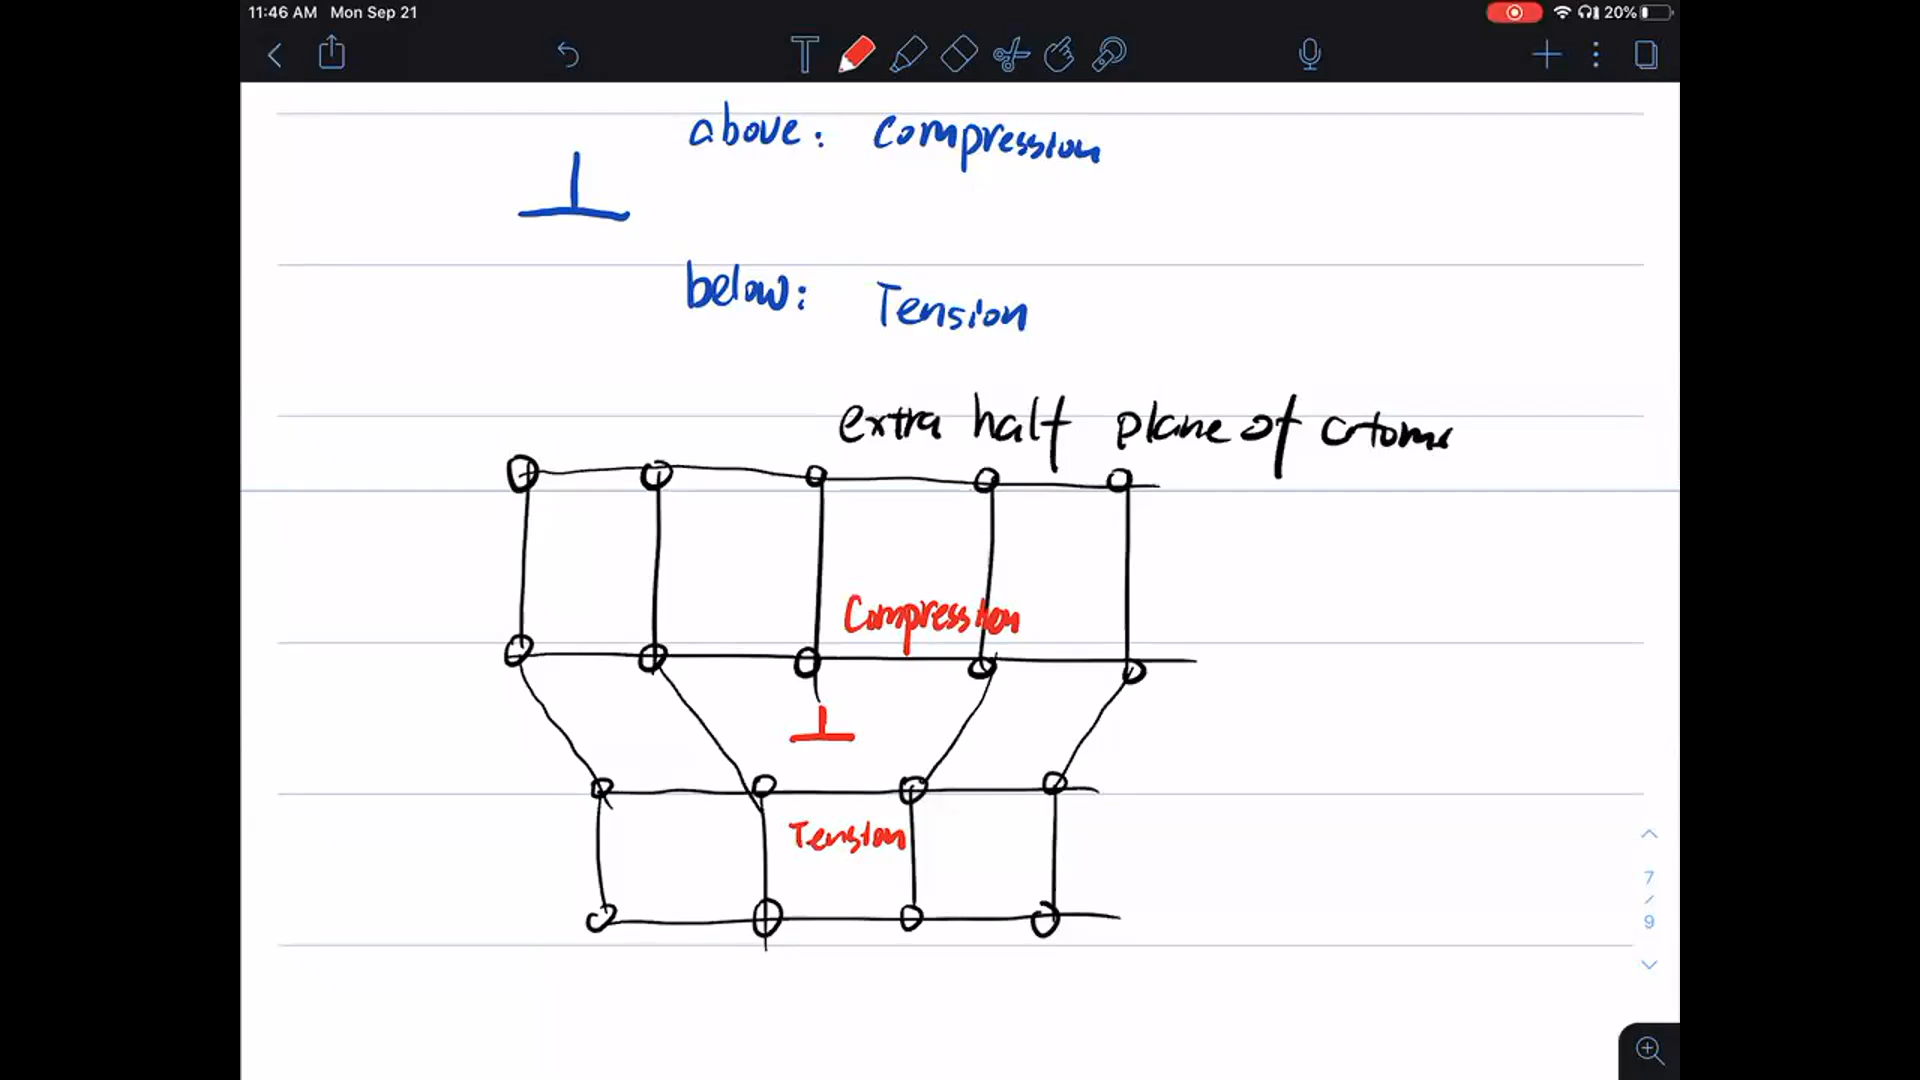 11:46 AM Mon Sep 21
20%
T
above: Compression
below: Tension
extra half plane of atoms
Compression
Tension
7
/
9